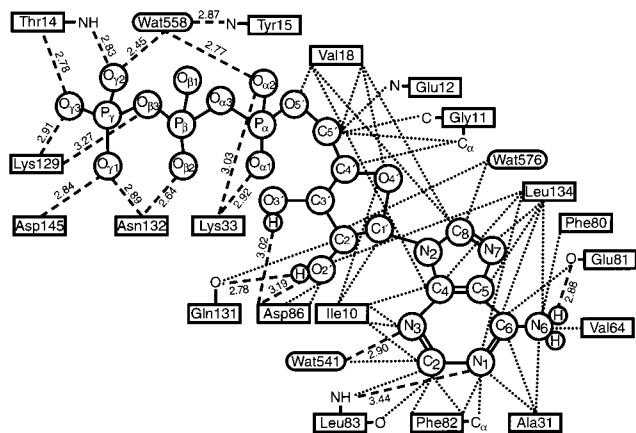 Thr14 NH 2.83 2.45 Wat558 2.87 N Tyr15
2.78 2.77 Val18
Oγ2 Oβ1 Oα2 N Glu12
Oγ3 Pγ Oβ3 Pβ Oα3 Pα O5' C Gly11
2.91 3.27 C5' Cα
Lys129 Oγ1 Oβ2 3.03 Oα1 C4' Wat576
2.84 2.89 2.64 2.92 O4' Leu134
Asp145 Asn132 Lys33 O3' C3' Phe80
H C2' C1' C8 Glu81
3.02 N2 N7 O
O H O2' 2.88
2.78 3.19 C4 C5 H
Gln131 Asp86 Ile10 N3 C6 N6 Val64
H
Wat541 2.90 C2 N1
NH 3.44
Leu83 O Phe82 Cα Ala31